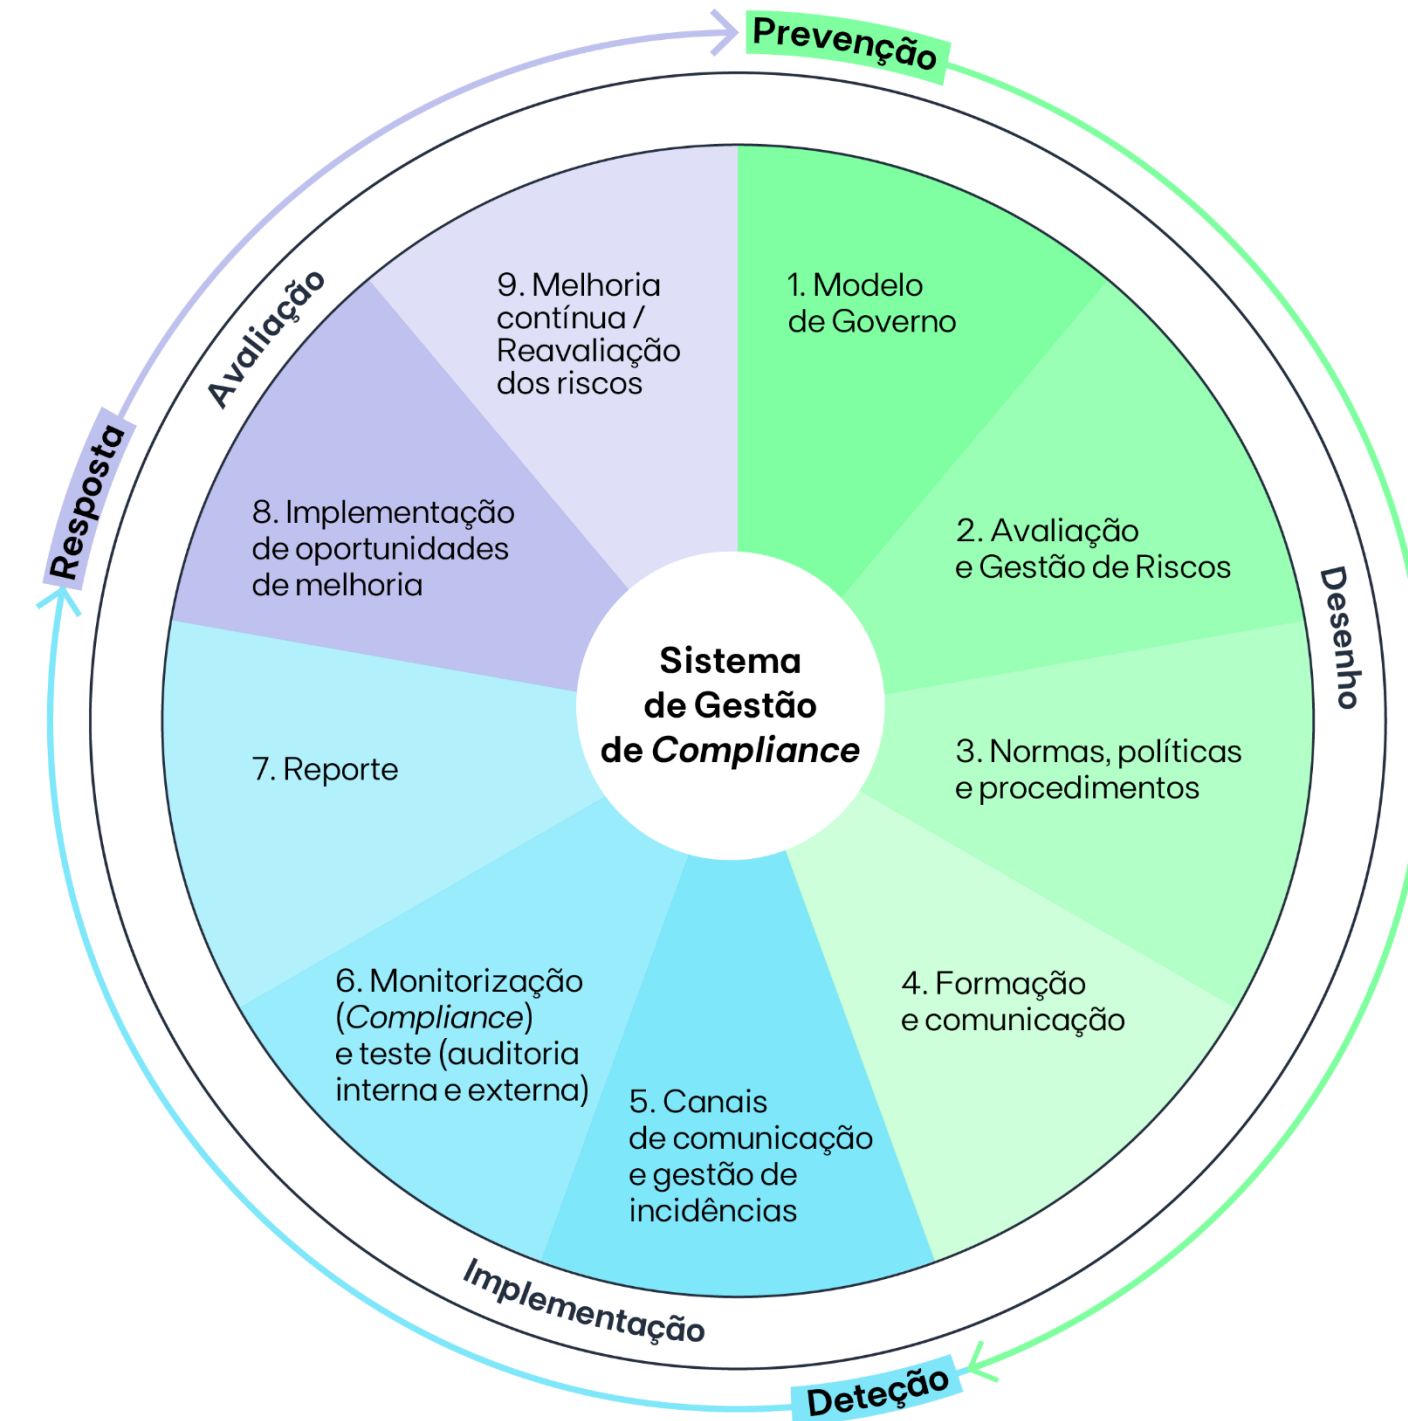 Prevenção
Desenho
Deteção
Implementação
Resposta
Avaliação
Sistema
de Gestão
de Compliance
1. Modelo
de Governo
2. Avaliação
e Gestão de Riscos
3. Normas, políticas
e procedimentos
4. Formação
e comunicação
5. Canais
de comunicação
e gestão de
incidências
6. Monitorização
(Compliance)
e teste (auditoria
interna e externa)
7. Reporte
8. Implementação
de oportunidades
de melhoria
9. Melhoria
contínua /
Reavaliação
dos riscos